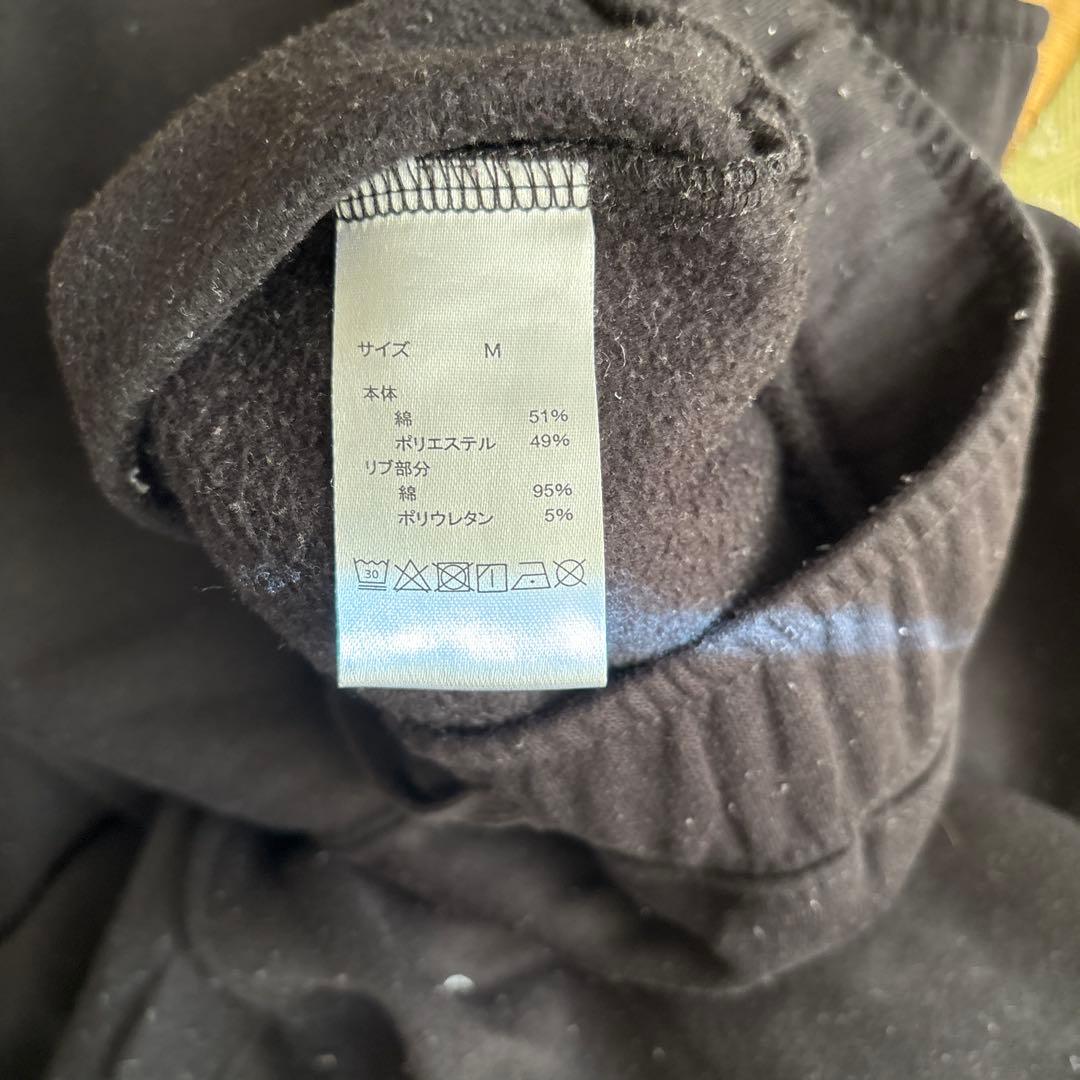 サイズ M
本体
綿 51%
ポリエステル 49%
リブ部分
綿 95%
ポリウレタン 5%
30